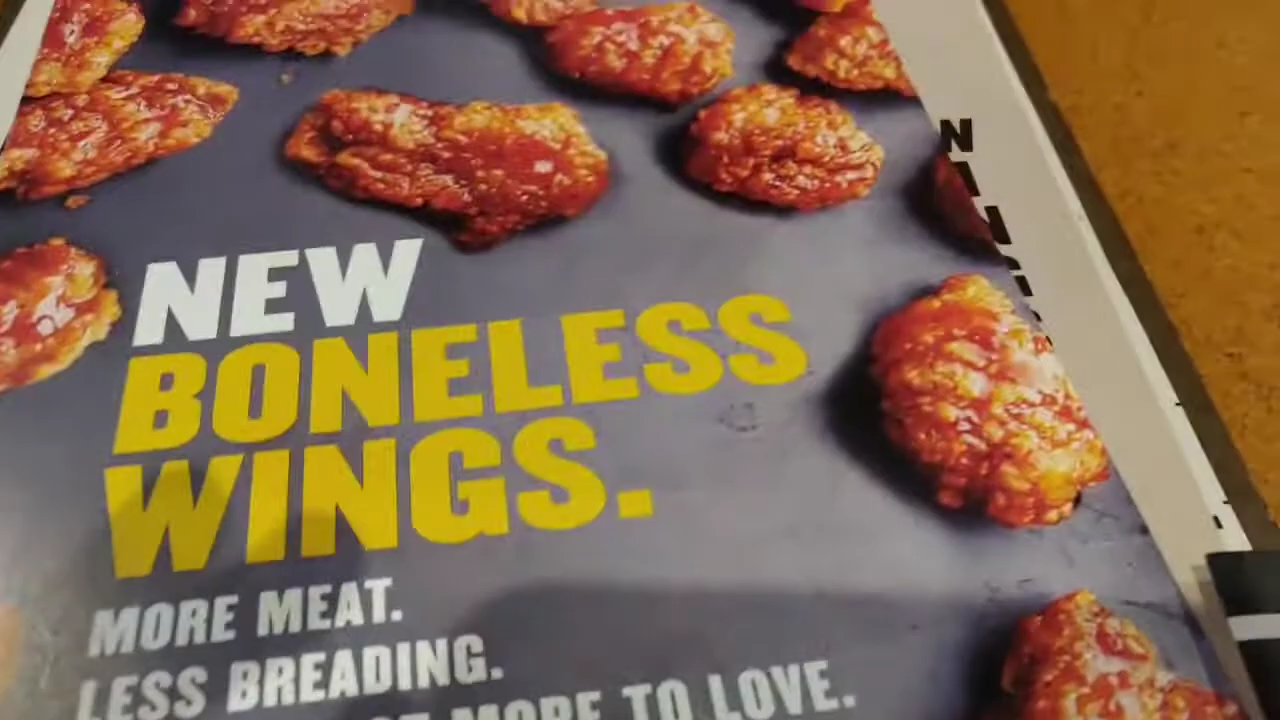 NEW
BONELESS
WINGS.
MORE MEAT.
LESS BREADING.
MORE TO LOVE.